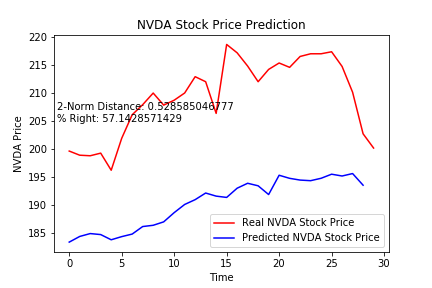 NVDA Stock Price Prediction
220
215
210
205
200
195
190
185
NVDA Price
2-Norm Distance: 0.528585046777
% Right: 57.1428571429
Real NVDA Stock Price
Predicted NVDA Stock Price
0 5 10 15 20 25 30
Time